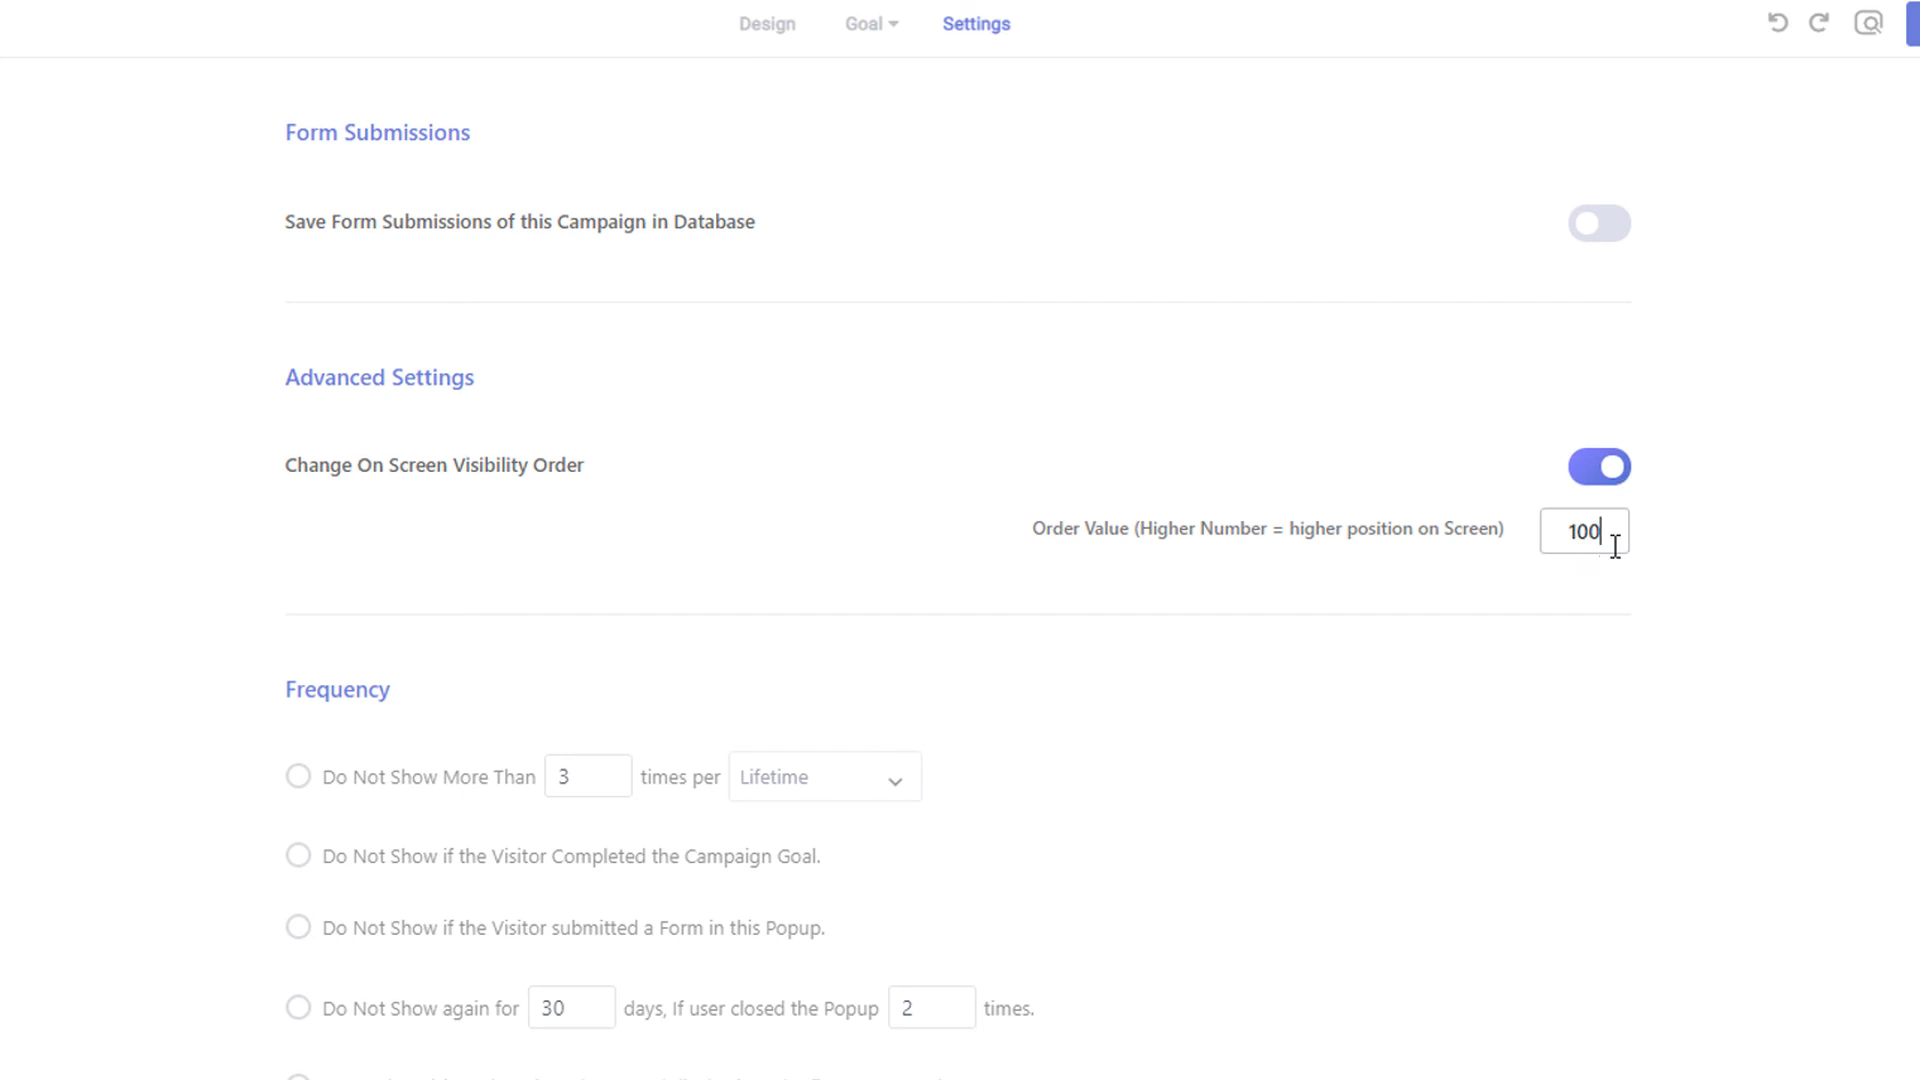 Design Goal Settings
Form Submissions
Save Form Submissions of this Campaign in Database
Advanced Settings
Change On Screen Visibility Order
Order Value (Higher Number = higher position on Screen) 100
Frequency
Do Not Show More Than 3 times per Lifetime
Do Not Show if the Visitor Completed the Campaign Goal.
Do Not Show if the Visitor submitted a Form in this Popup.
Do Not Show again for 30 days, If user closed the Popup 2 times.